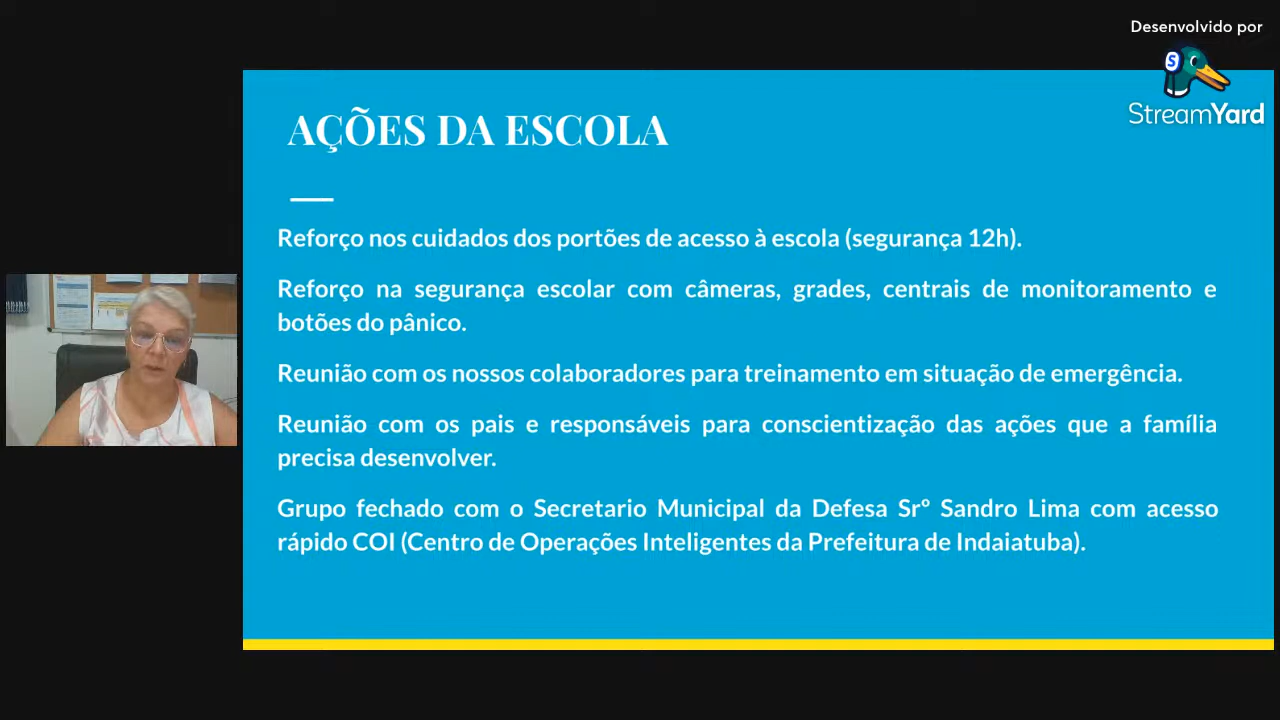 Desenvolvido por
StreamYard
AÇÕES DA ESCOLA
Reforço nos cuidados dos portões de acesso à escola (segurança 12h).
Reforço na segurança escolar com câmeras, grades, centrais de monitoramento e
botões do pânico.
Reunião com os nossos colaboradores para treinamento em situação de emergência.
Reunião com os pais e responsáveis para conscientização das ações que a família
precisa desenvolver.
Grupo fechado com o Secretario Municipal da Defesa Srº Sandro Lima com acesso
rápido COI (Centro de Operações Inteligentes da Prefeitura de Indaiatuba).